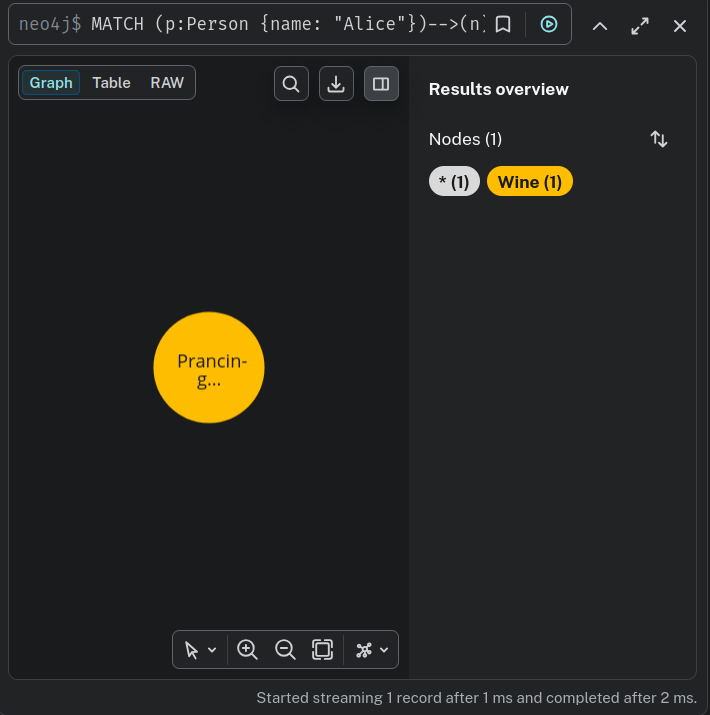 neo4j$ MATCH (p:Person {name: "Alice"})-->(n)
Graph Table RAW
Results overview
Nodes (1)
* (1) Wine (1)
Prancin-
g...
Started streaming 1 record after 1 ms and completed after 2 ms.